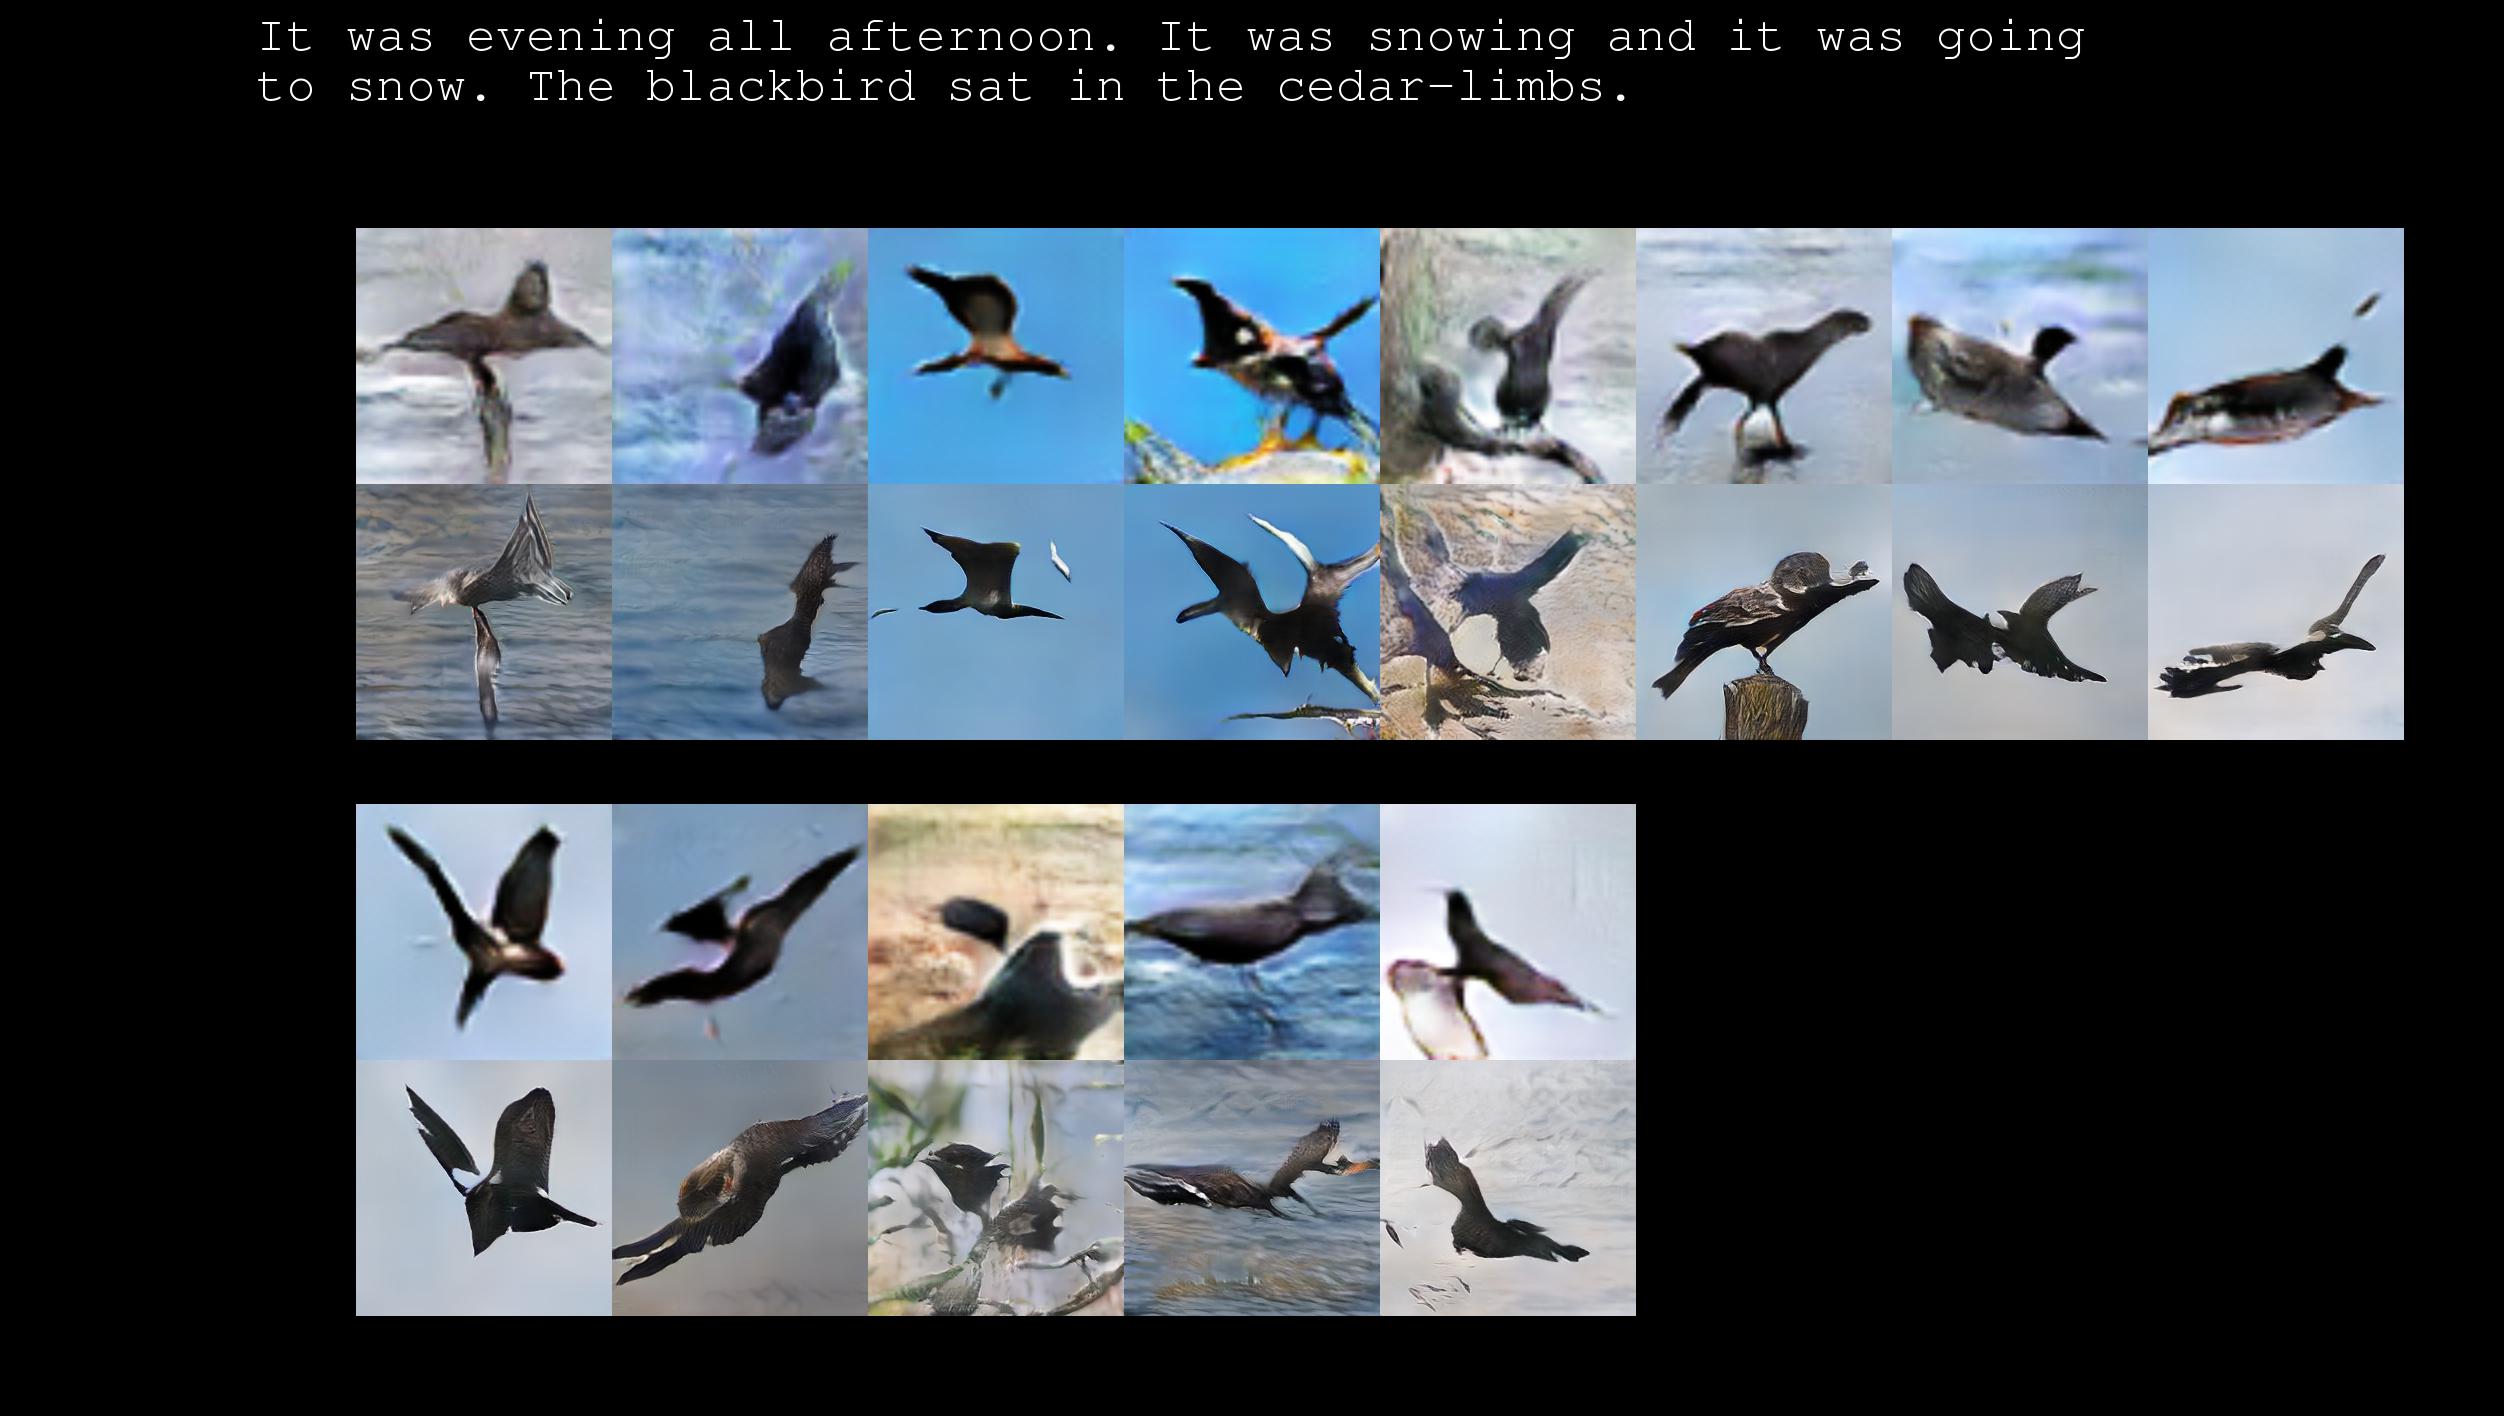 It was evening all afternoon. It was snowing and it was going
to snow. The blackbird sat in the cedar-limbs.